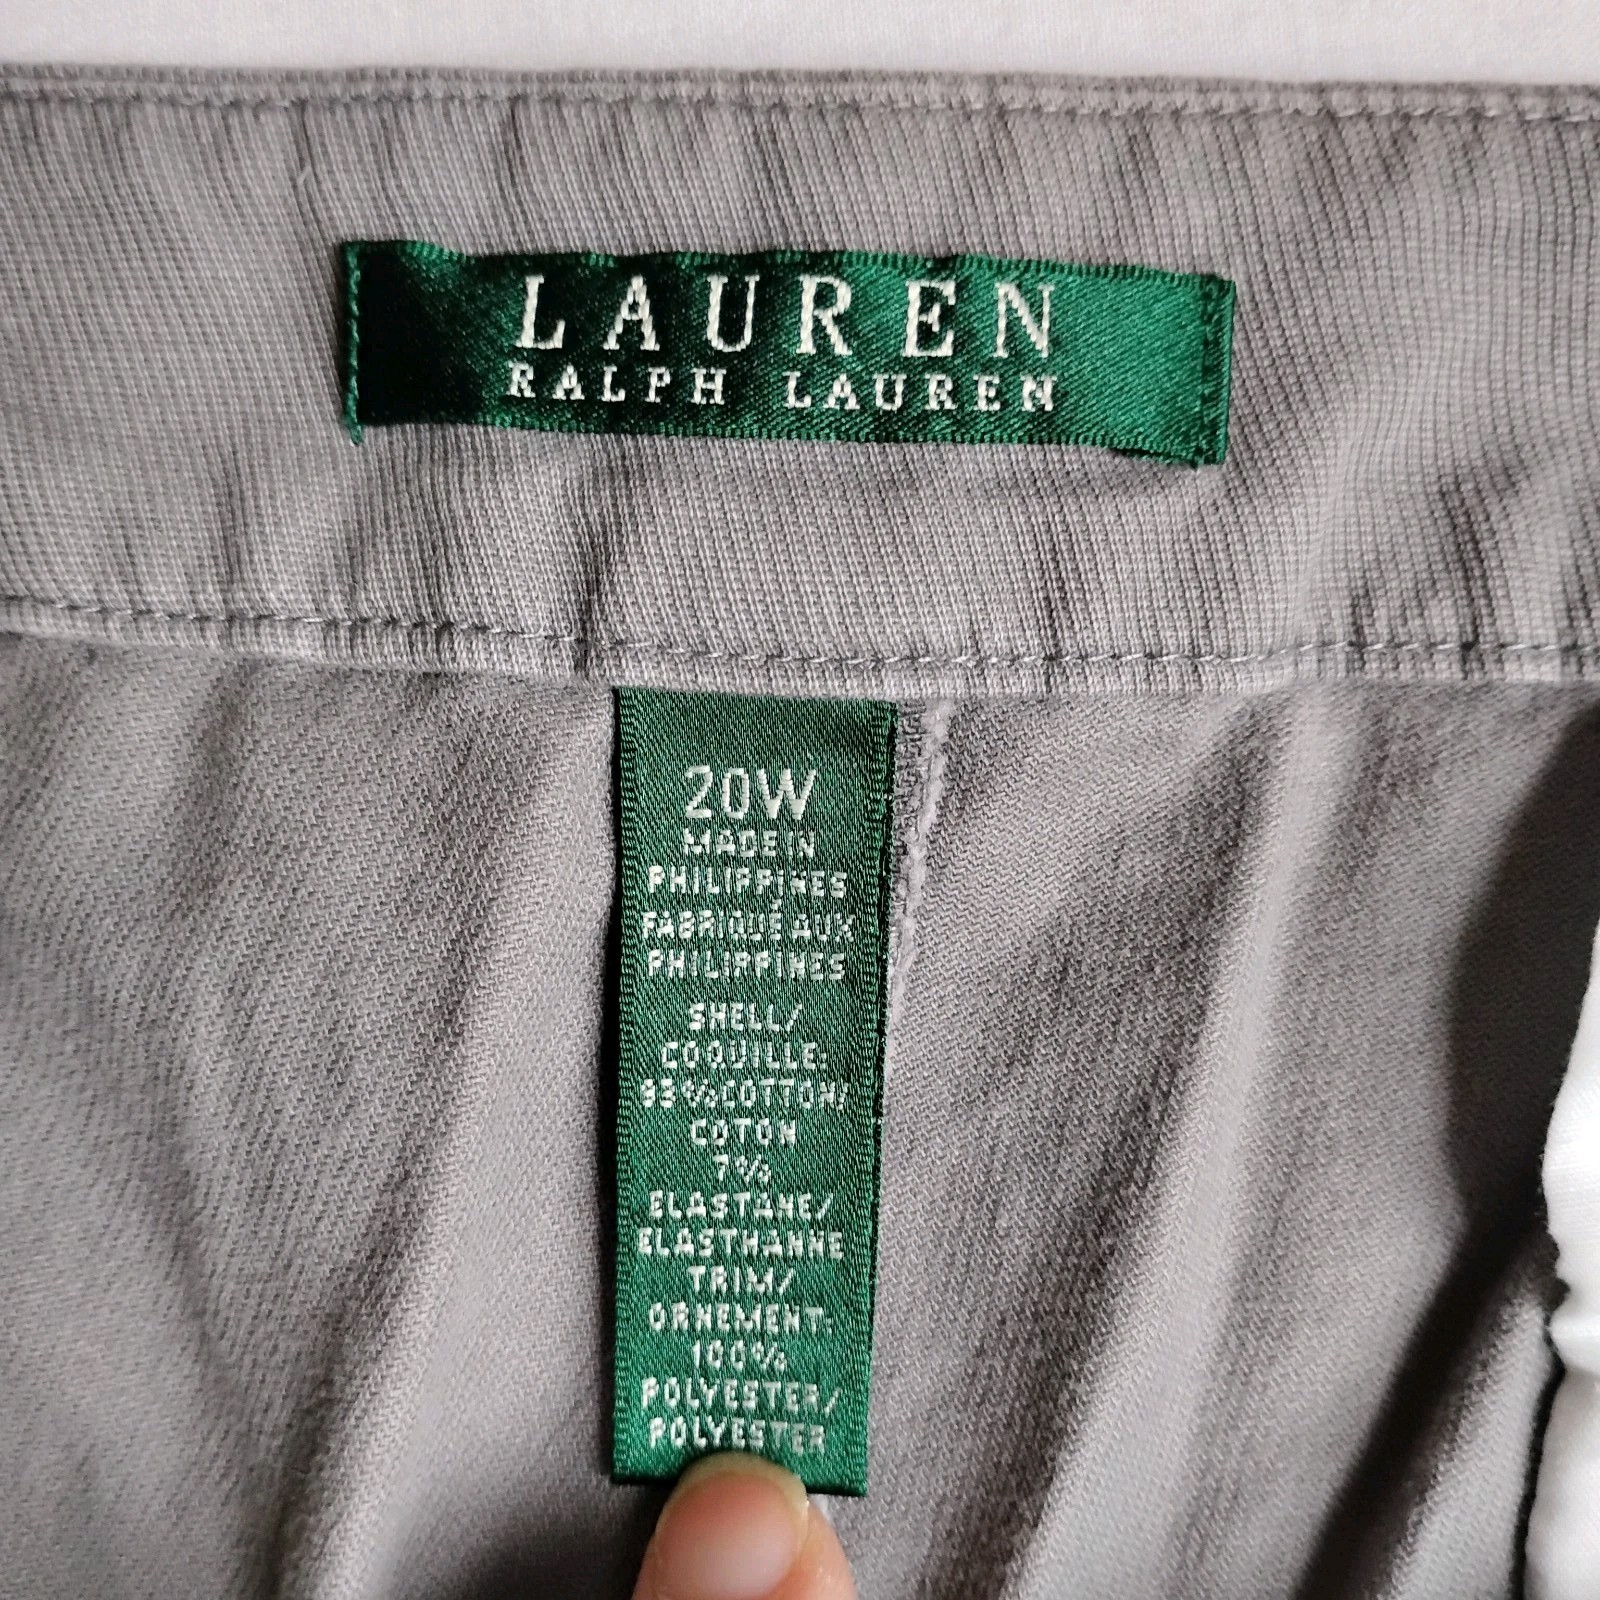 LAUREN
RALPH LAUREN
20W
MADE IN
PHILIPPINES
FABRIQUÉ AUX
PHILIPPINES
SHELL/
COQUILLE:
93% COTTON/
COTON
7%
ELASTANE/
ELASTHANNE
TRIM/
ORNEMENT:
100%
POLYESTER/
POLYESTER